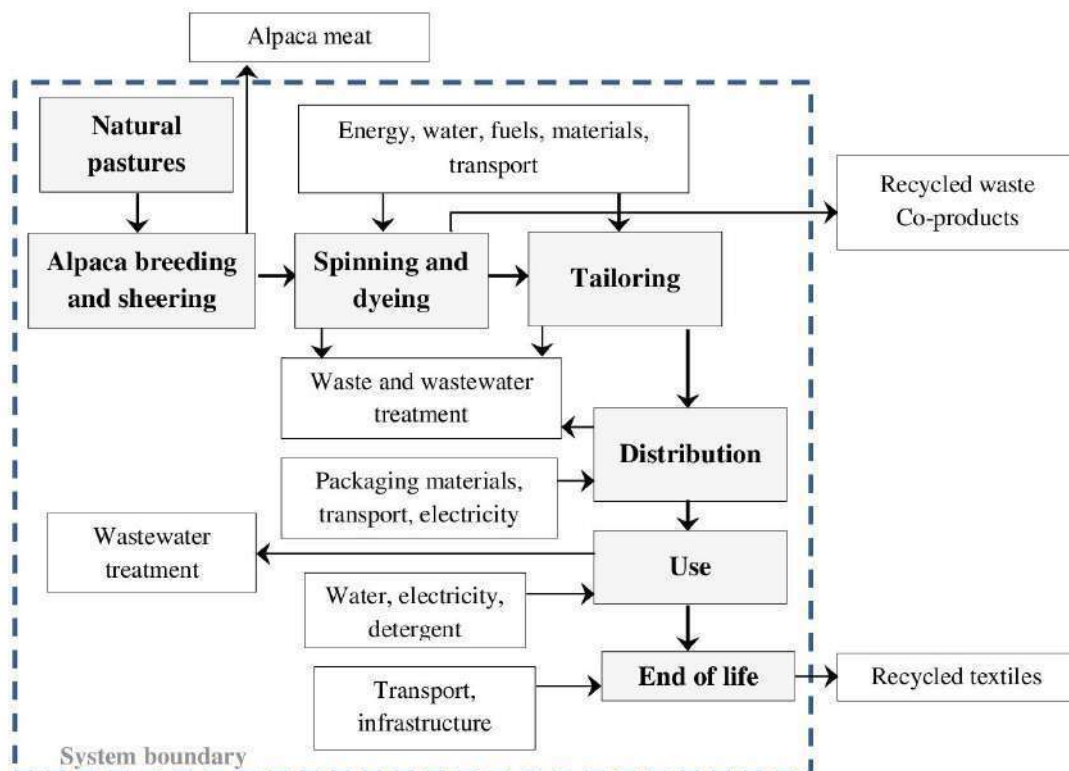 Alpaca meat
Natural
pastures
Energy, water, fuels, materials,
transport
Recycled waste
Co-products
Alpaca breeding
and sheering
Spinning and
dyeing
Tailoring
Waste and wastewater
treatment
Distribution
Packaging materials,
transport, electricity
Wastewater
treatment
Use
Water, electricity,
detergent
End of life
Recycled textiles
Transport,
infrastructure
System boundary